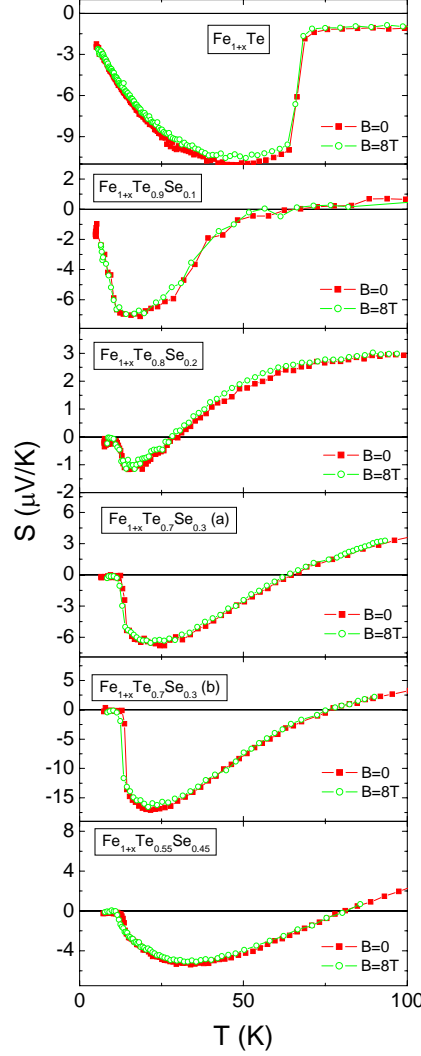 0
-3
-6
-9
Fe1+xTe
B=0
B=8T
2
0
-2
-4
-6
Fe1+xTe0.9Se0.1
B=0
B=8T
3
2
1
0
-1
2
Fe1+xTe0.8Se0.2
B=0
B=8T
6
3
0
-3
-6
Fe1+xTe0.7Se0.3 (a)
B=0
B=8T
5
0
-5
-10
-15
Fe1+xTe0.7Se0.3 (b)
B=0
B=8T
8
4
0
-4
Fe1+xTe0.55Se0.45
B=0
B=8T
0
50
100
S (μV/K)
T (K)